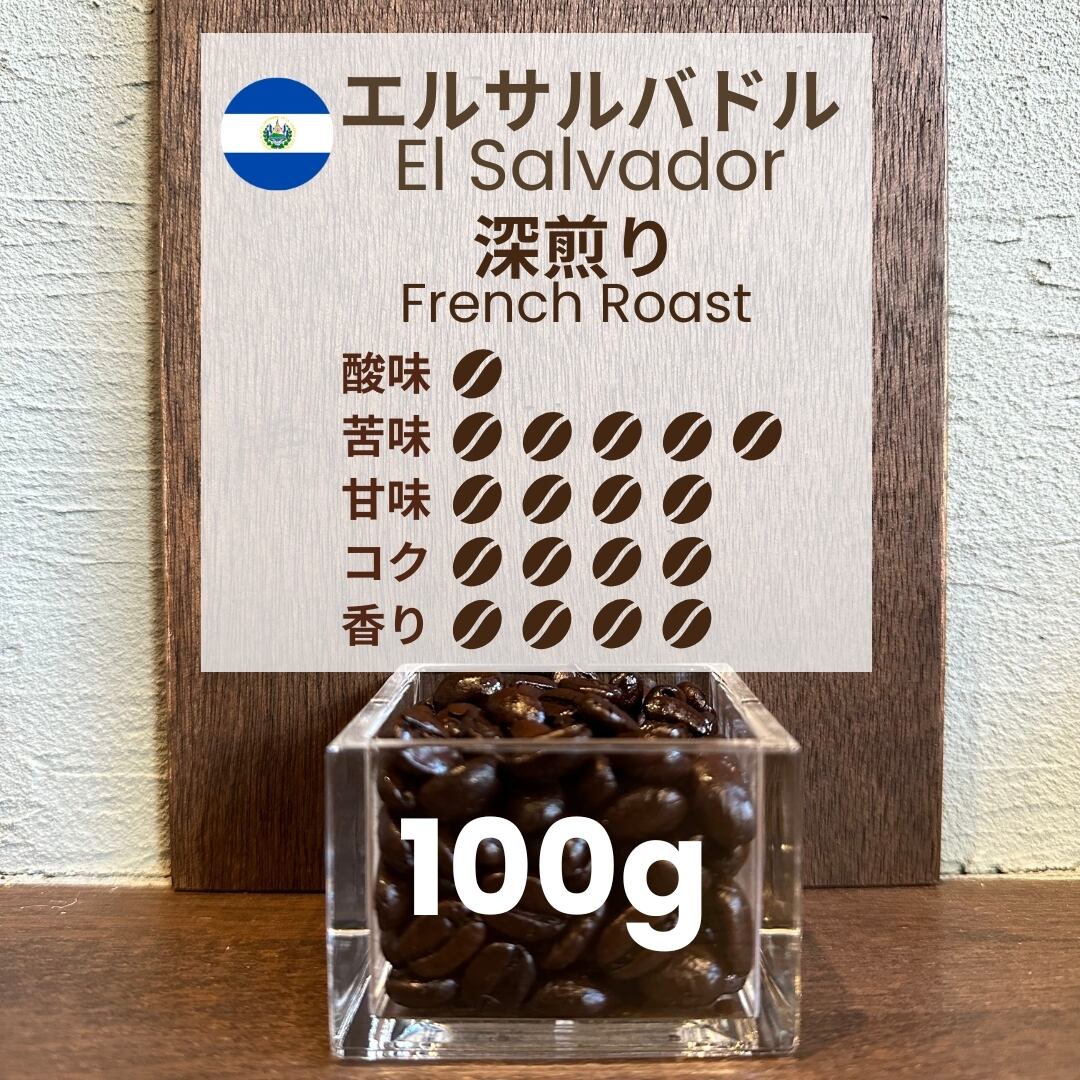 エルサルバドル
El Salvador
深煎り
French Roast
酸味
苦味
甘味
コク
香り
100g